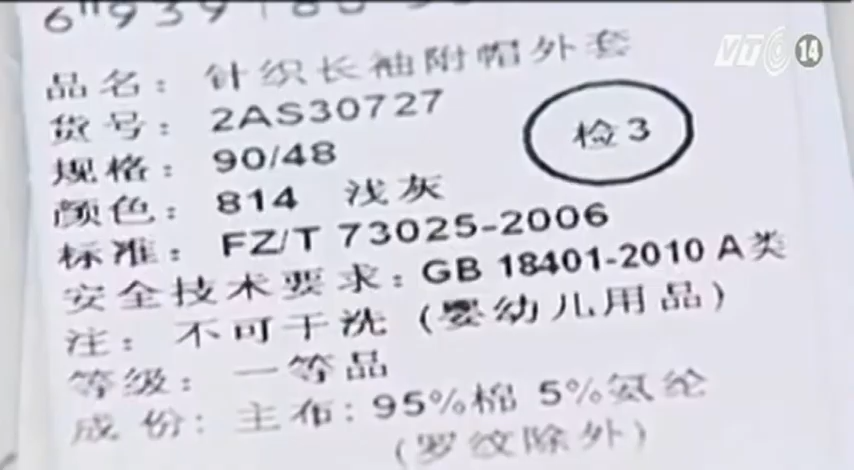 品名：针织长袖附帽外套
VTC 14
货号：2AS30727
检3
规格：90/48
颜色：814 浅灰
标准：FZ/T 73025-2006
安全技术要求：GB 18401-2010 A类
注：不可干洗（婴幼儿用品）
等级：一等品
成份：主布：95%棉 5%氨纶
（罗纹除外）